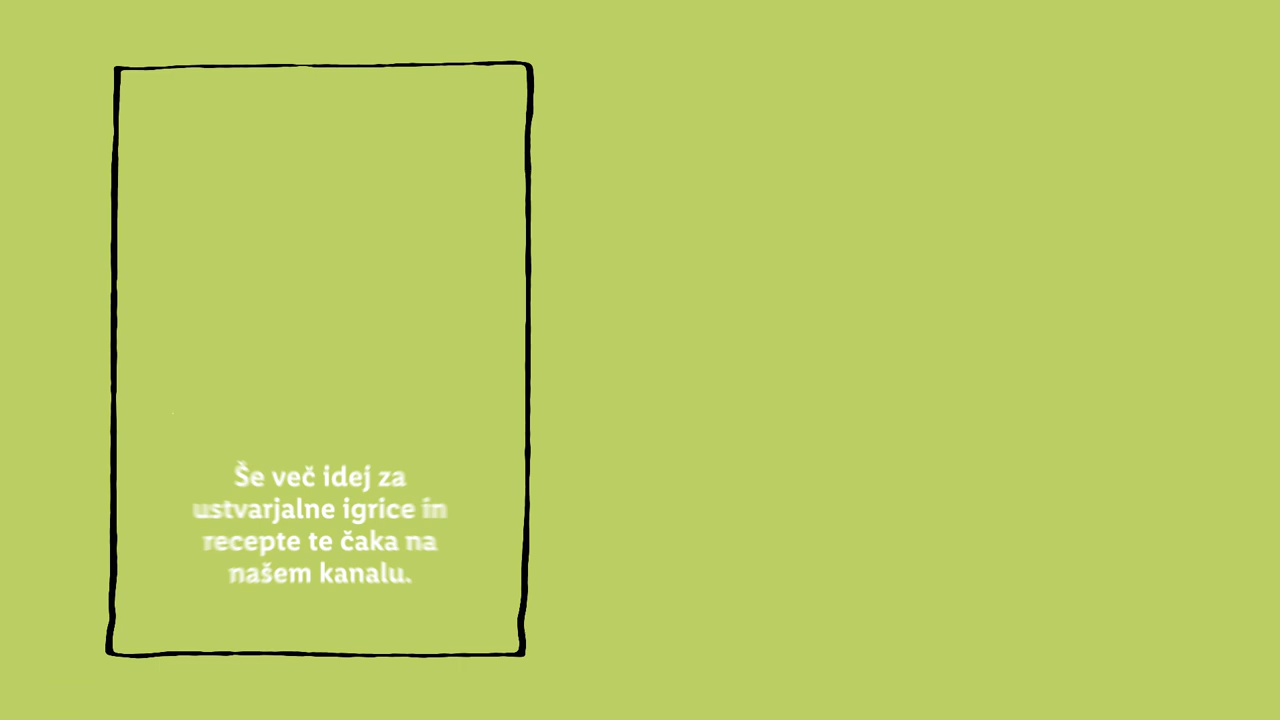 Še več idej za
ustvarjalne igrice in
recepte te čaka na
našem kanalu.